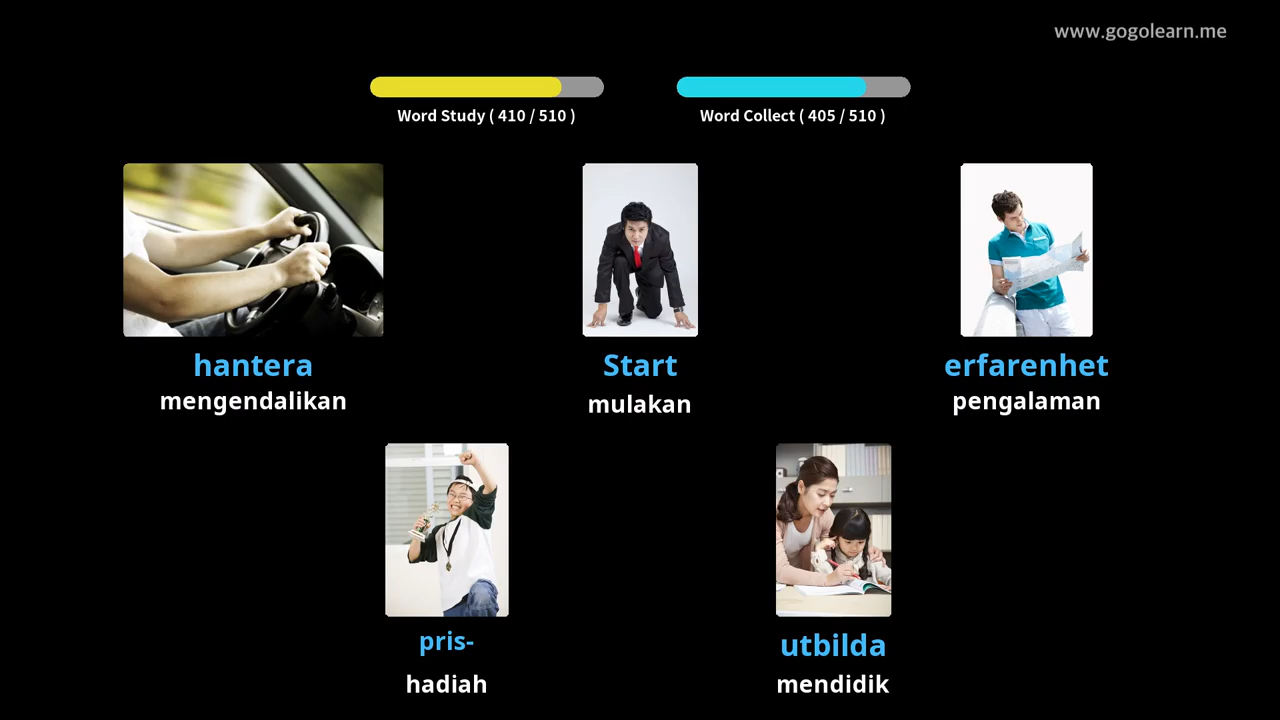 www.gogolearn.me
Word Study ( 410 / 510 )
Word Collect ( 405 / 510 )
hantera
mengendalikan
Start
mulakan
erfarenhet
pengalaman
pris-
hadiah
utbilda
mendidik